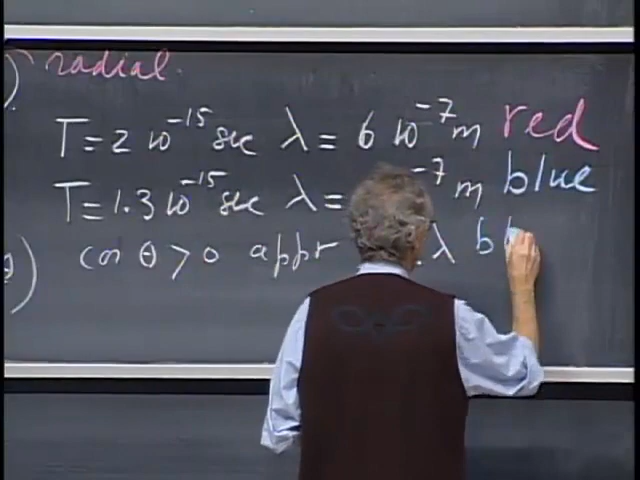 ) radial
T=2 10⁻¹⁵ sec λ= 6 10⁻⁷ m red
T=1.3 10⁻¹⁵ sec λ= ⁻⁷ m blue
θ) cos θ > 0 appr . λ b